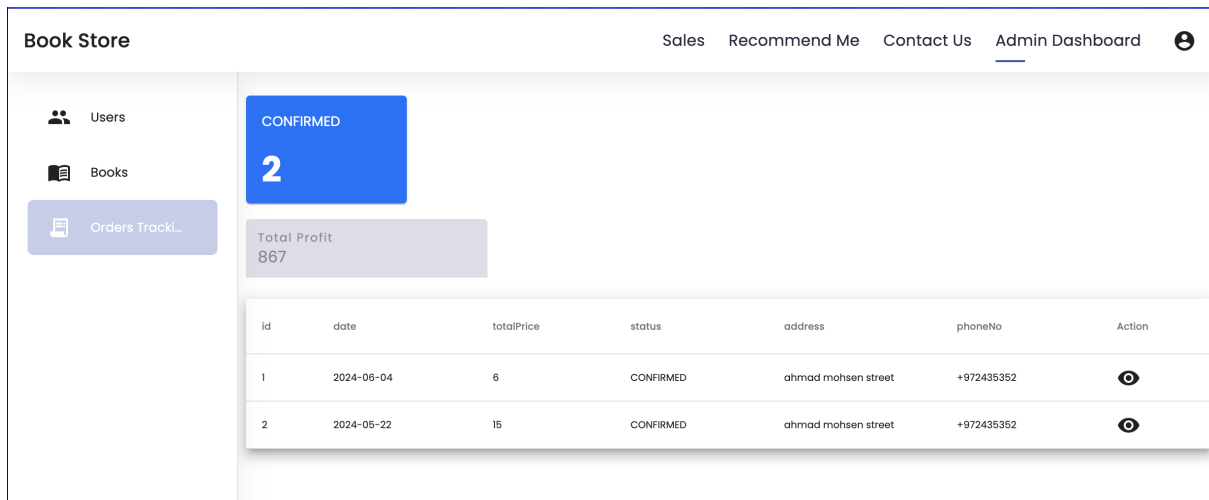 Book Store
Sales Recommend Me Contact Us Admin Dashboard
Users
Books
Orders Tracki...
CONFIRMED
2
Total Profit
867
id date totalPrice status address phoneNo Action
1 2024-06-04 6 CONFIRMED ahmad mohsen street +972435352
2 2024-05-22 15 CONFIRMED ahmad mohsen street +972435352